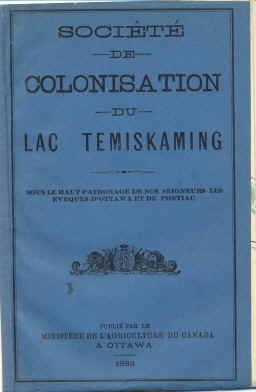 SOCIÉTÉ
DE
COLONISATION
DU
LAC TEMISKAMING
SOUS LE HAUT PATRONAGE DE NOS SEIGNEURS LES
EVEQUES D'OTTAWA ET DE PONTIAC
PUBLIÉ PAR LE
MINISTÈRE DE L'AGRICULTURE DU CANADA
A OTTAWA